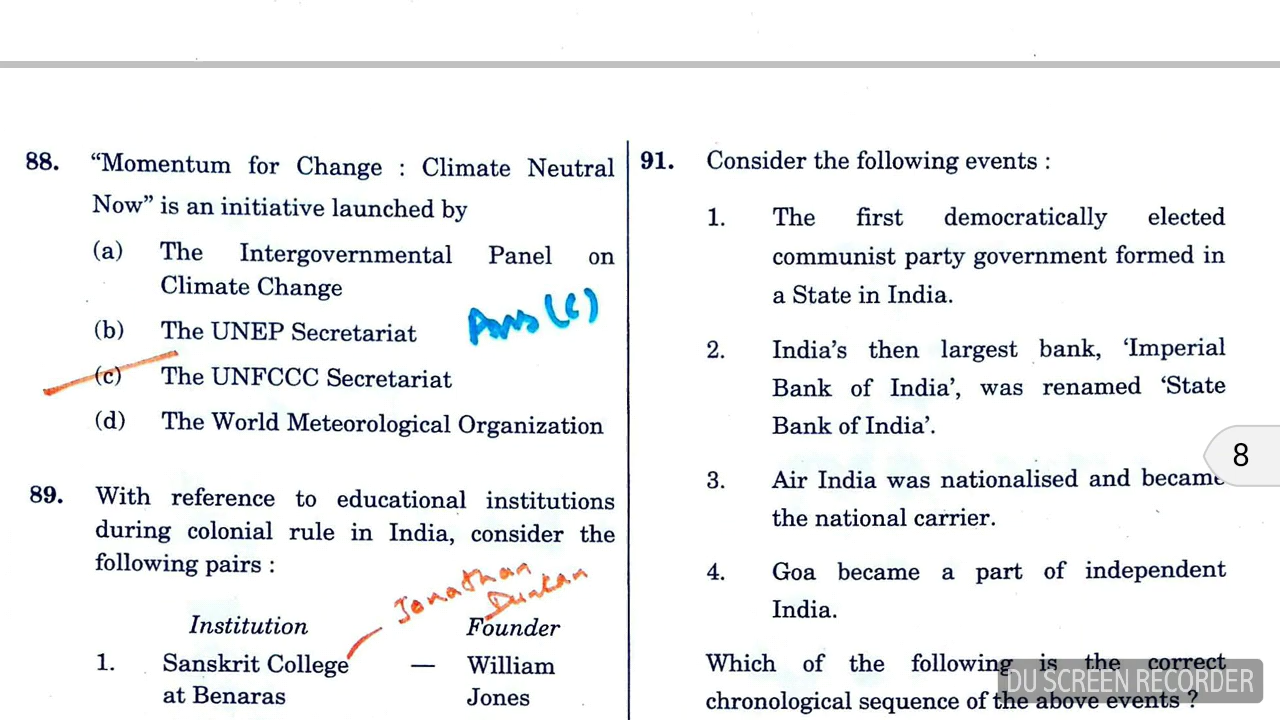 88. “Momentum for Change : Climate Neutral
Now” is an initiative launched by
(a) The Intergovernmental Panel on
Climate Change
(b) The UNEP Secretariat
Ans (c)
(c) The UNFCCC Secretariat
(d) The World Meteorological Organization
89. With reference to educational institutions
during colonial rule in India, consider the
following pairs :
Jonathan
Duncan
Institution Founder
1. Sanskrit College — William
at Benaras Jones
91. Consider the following events :
1. The first democratically elected
communist party government formed in
a State in India.
2. India’s then largest bank, ‘Imperial
Bank of India’, was renamed ‘State
Bank of India’.
8
3. Air India was nationalised and became
the national carrier.
4. Goa became a part of independent
India.
Which of the following is the correct
chronological sequence of the above events ?
DU SCREEN RECORDER